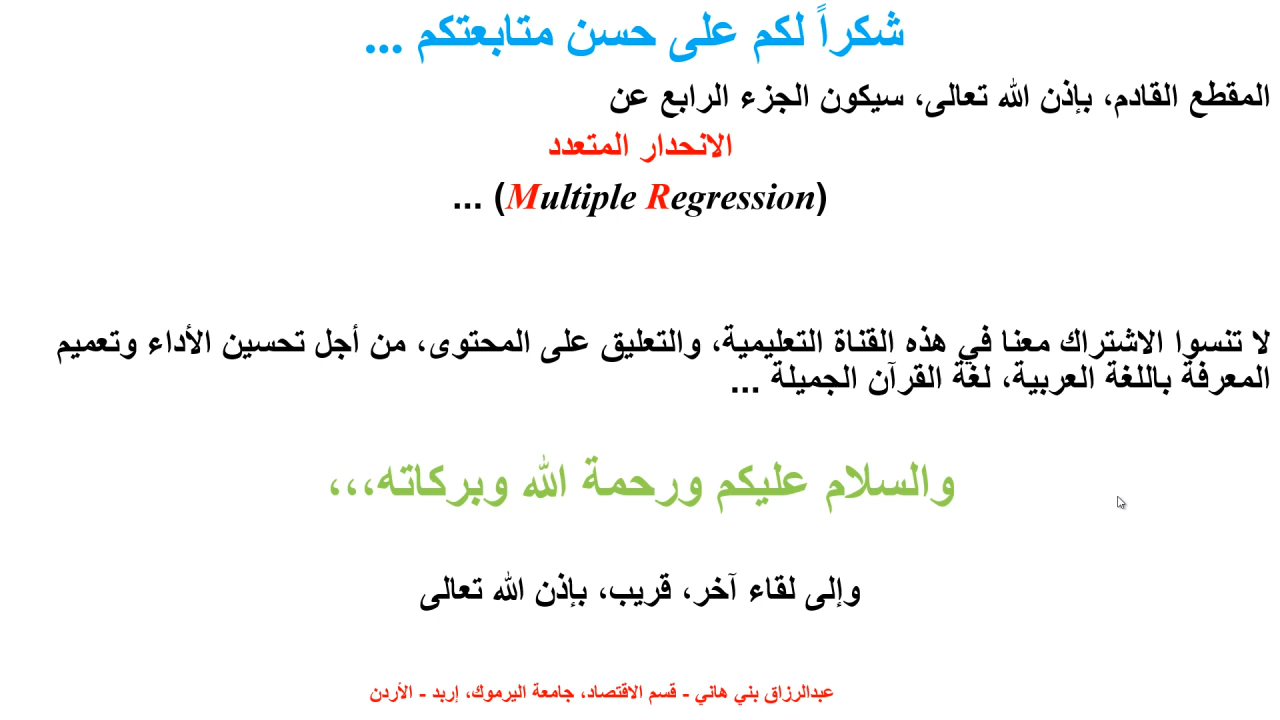 شكراً لكم على حسن متابعتكم ...
المقطع القادم، بإذن الله تعالى، سيكون الجزء الرابع عن
الانحدار المتعدد
(Multiple Regression) ...
لا تنسوا الاشتراك معنا في هذه القناة التعليمية، والتعليق على المحتوى، من أجل تحسين الأداء وتعميم
المعرفة باللغة العربية، لغة القرآن الجميلة ...
والسلام عليكم ورحمة الله وبركاته،،،
وإلى لقاء آخر، قريب، بإذن الله تعالى
عبدالرزاق بني هاني - قسم الاقتصاد، جامعة اليرموك، إربد - الأردن